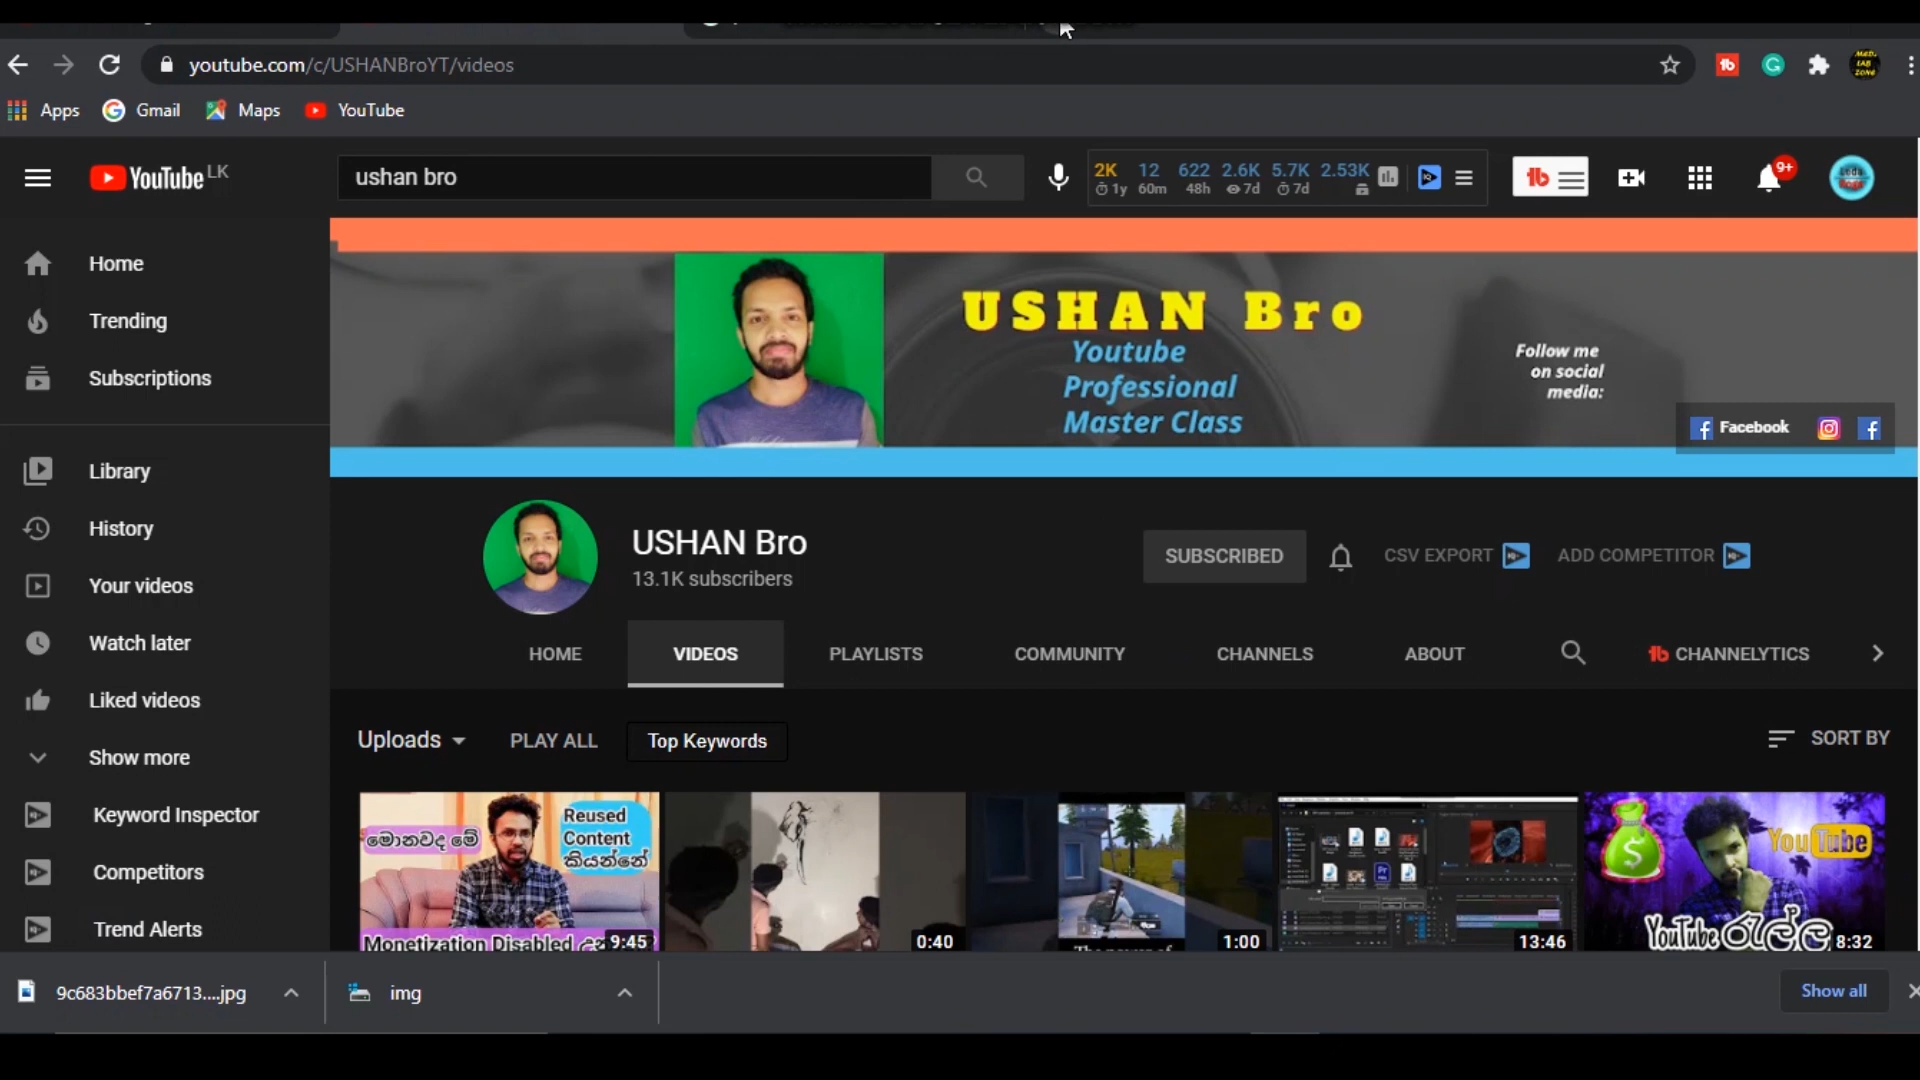 youtube.com/c/USHANBroYT/videos
Apps Gmail Maps YouTube
YouTube LK
ushan bro
2K 12 622 2.6K 5.7K 2.53K
1y 60m 48h 7d 7d
9+
Home
Trending
Subscriptions
Library
History
Your videos
Watch later
Liked videos
Show more
Keyword Inspector
Competitors
Trend Alerts
USHAN Bro
Youtube
Professional
Master Class
Follow me
on social
media:
Facebook
USHAN Bro
13.1K subscribers
SUBSCRIBED
CSV EXPORT
ADD COMPETITOR
HOME VIDEOS PLAYLISTS COMMUNITY CHANNELS ABOUT CHANNELYTICS
Uploads PLAY ALL Top Keywords SORT BY
මොනවද මේ
Reused
Content
කියන්නේ
Monetization Disabled
9:45
0:40
1:00
13:46
YouTube
YouTube රැල්ල
8:32
9c683bbef7a6713....jpg
img
Show all